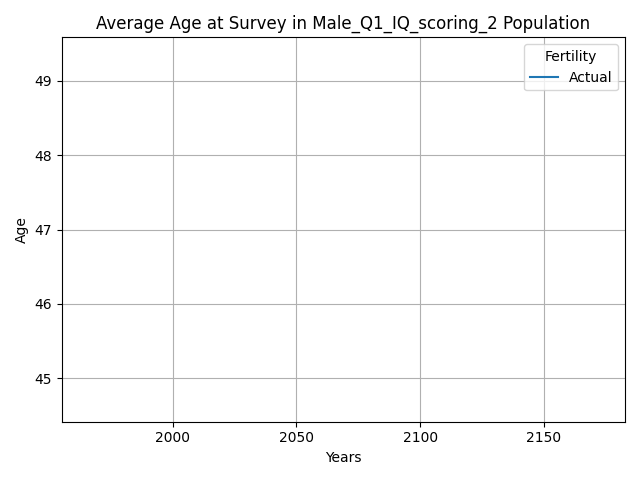 Average Age at Survey in Male_Q1_IQ_scoring_2 Population
Fertility
Actual
49
48
47
46
45
Age
2000 2050 2100 2150
Years